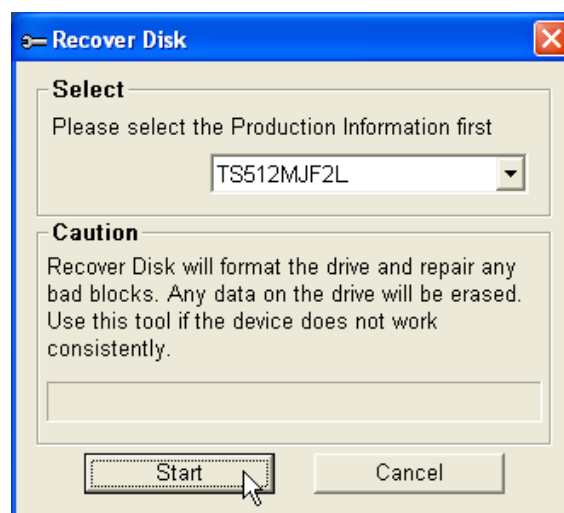 Recover Disk
Select
Please select the Production Information first
TS512MJF2L
Caution
Recover Disk will format the drive and repair any
bad blocks. Any data on the drive will be erased.
Use this tool if the device does not work
consistently.
Start
Cancel